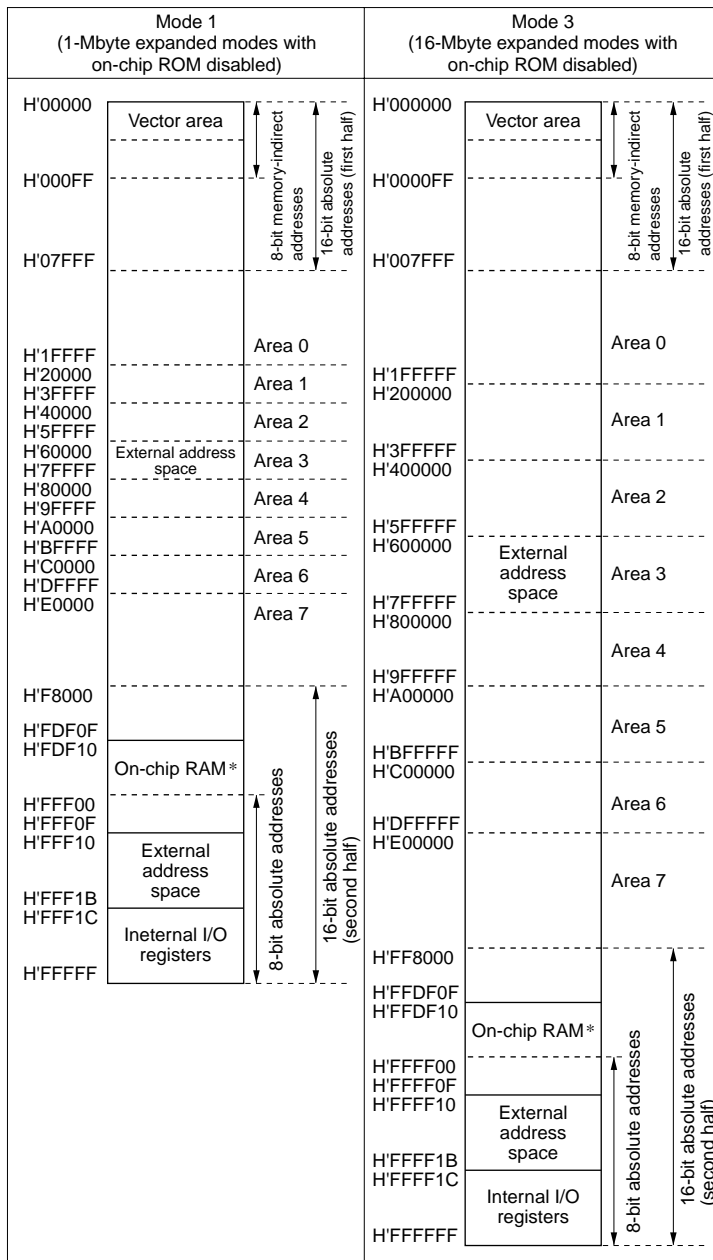 Mode 1
(1-Mbyte expanded modes with
on-chip ROM disabled)
H'00000
Vector area
H'000FF
8-bit memory-indirect
addresses
16-bit absolute
addresses (first half)
H'07FFF
Area 0
H'1FFFF
H'20000
Area 1
H'3FFFF
H'40000
Area 2
H'5FFFF
H'60000
External address
space
Area 3
H'7FFFF
H'80000
Area 4
H'9FFFF
H'A0000
Area 5
H'BFFFF
H'C0000
Area 6
H'DFFFF
H'E0000
Area 7
H'F8000
H'FDF0F
H'FDF10
On-chip RAM*
H'FFF00
H'FFF0F
H'FFF10
External
address
space
H'FFF1B
H'FFF1C
Ineternal I/O
registers
H'FFFFF
8-bit absolute addresses
16-bit absolute addresses
(second half)
Mode 3
(16-Mbyte expanded modes with
on-chip ROM disabled)
H'000000
Vector area
H'0000FF
8-bit memory-indirect
addresses
16-bit absolute
addresses (first half)
H'007FFF
Area 0
H'1FFFFF
H'200000
Area 1
H'3FFFFF
H'400000
Area 2
H'5FFFFF
H'600000
External
address
space
Area 3
H'7FFFFF
H'800000
Area 4
H'9FFFFF
H'A00000
Area 5
H'BFFFFF
H'C00000
Area 6
H'DFFFFF
H'E00000
Area 7
H'FF8000
H'FFDF0F
H'FFDF10
On-chip RAM*
H'FFFF00
H'FFFF0F
H'FFFF10
External
address
space
H'FFFF1B
H'FFFF1C
Internal I/O
registers
H'FFFFFF
8-bit absolute addresses
16-bit absolute addresses
(second half)